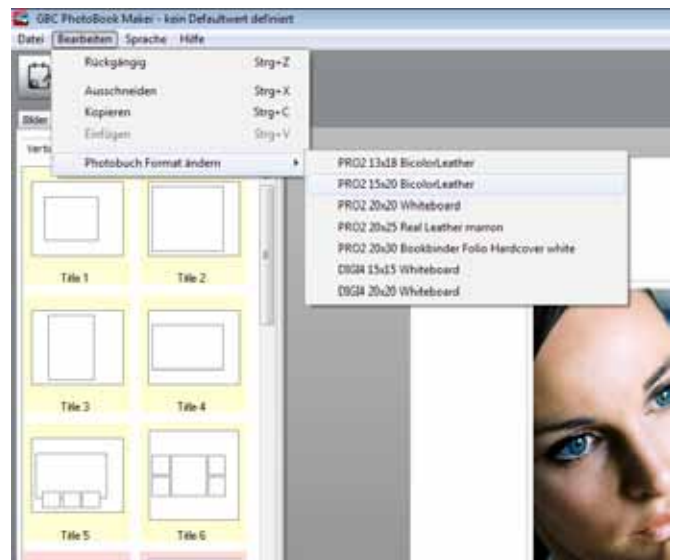 GBC PhotoBook Maker - kein Defaultwert definiert
Datei Bearbeiten Sprache Hilfe
Rückgängig Strg+Z
Ausschneiden Strg+X
Kopieren Strg+C
Einfügen Strg+V
Photobuch Format ändern
Bilder
PRO2 13x18 BicolorLeather
PRO2 15x20 BicolorLeather
PRO2 20x20 Whiteboard
PRO2 20x25 Real Leather marron
PRO2 20x30 Bookbinder Folio Hardcover white
DIGI4 15x15 Whiteboard
DIGI4 20x20 Whiteboard
Title 1 Title 2
Title 3 Title 4
Title 5 Title 6